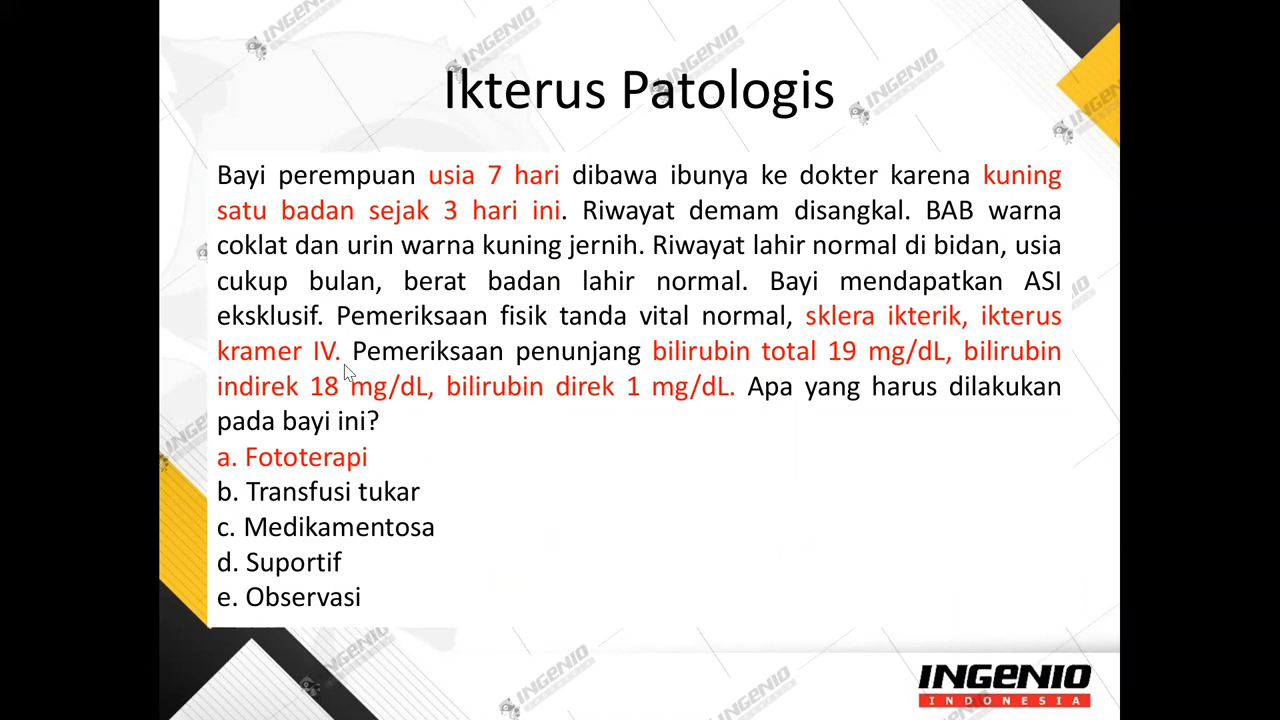 Ikterus Patologis
Bayi perempuan usia 7 hari dibawa ibunya ke dokter karena kuning
satu badan sejak 3 hari ini. Riwayat demam disangkal. BAB warna
coklat dan urin warna kuning jernih. Riwayat lahir normal di bidan, usia
cukup bulan, berat badan lahir normal. Bayi mendapatkan ASI
eksklusif. Pemeriksaan fisik tanda vital normal, sklera ikterik, ikterus
kramer IV. Pemeriksaan penunjang bilirubin total 19 mg/dL, bilirubin
indirek 18 mg/dL, bilirubin direk 1 mg/dL. Apa yang harus dilakukan
pada bayi ini?
a. Fototerapi
b. Transfusi tukar
c. Medikamentosa
d. Suportif
e. Observasi
INGENIO
INDONESIA